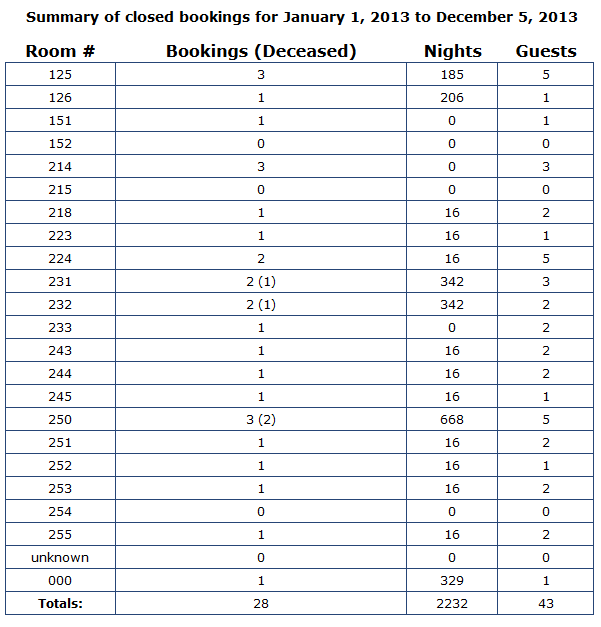 Summary of closed bookings for January 1, 2013 to December 5, 2013
Room # Bookings (Deceased) Nights Guests
125 3 185 5
126 1 206 1
151 1 0 1
152 0 0 0
214 3 0 3
215 0 0 0
218 1 16 2
223 1 16 1
224 2 16 5
231 2 (1) 342 3
232 2 (1) 342 2
233 1 0 2
243 1 16 2
244 1 16 2
245 1 16 1
250 3 (2) 668 5
251 1 16 2
252 1 16 1
253 1 16 2
254 0 0 0
255 1 16 2
unknown 0 0 0
000 1 329 1
Totals: 28 2232 43